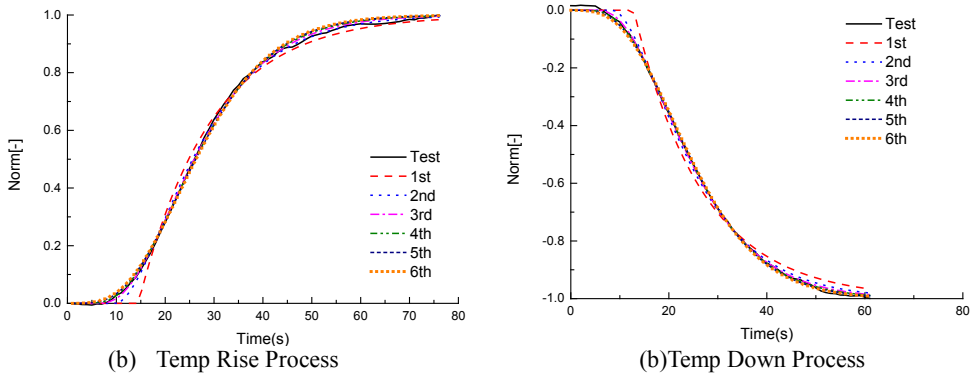 1.0
0.8
0.6
0.4
0.2
0.0
Norm[-]
0 10 20 30 40 50 60 70 80
Time(s)
Test
1st
2nd
3rd
4th
5th
6th
(b) Temp Rise Process
0.0
-0.2
-0.4
-0.6
-0.8
-1.0
Norm[-]
0 20 40 60 80
Time(s)
Test
1st
2nd
3rd
4th
5th
6th
(b)Temp Down Process